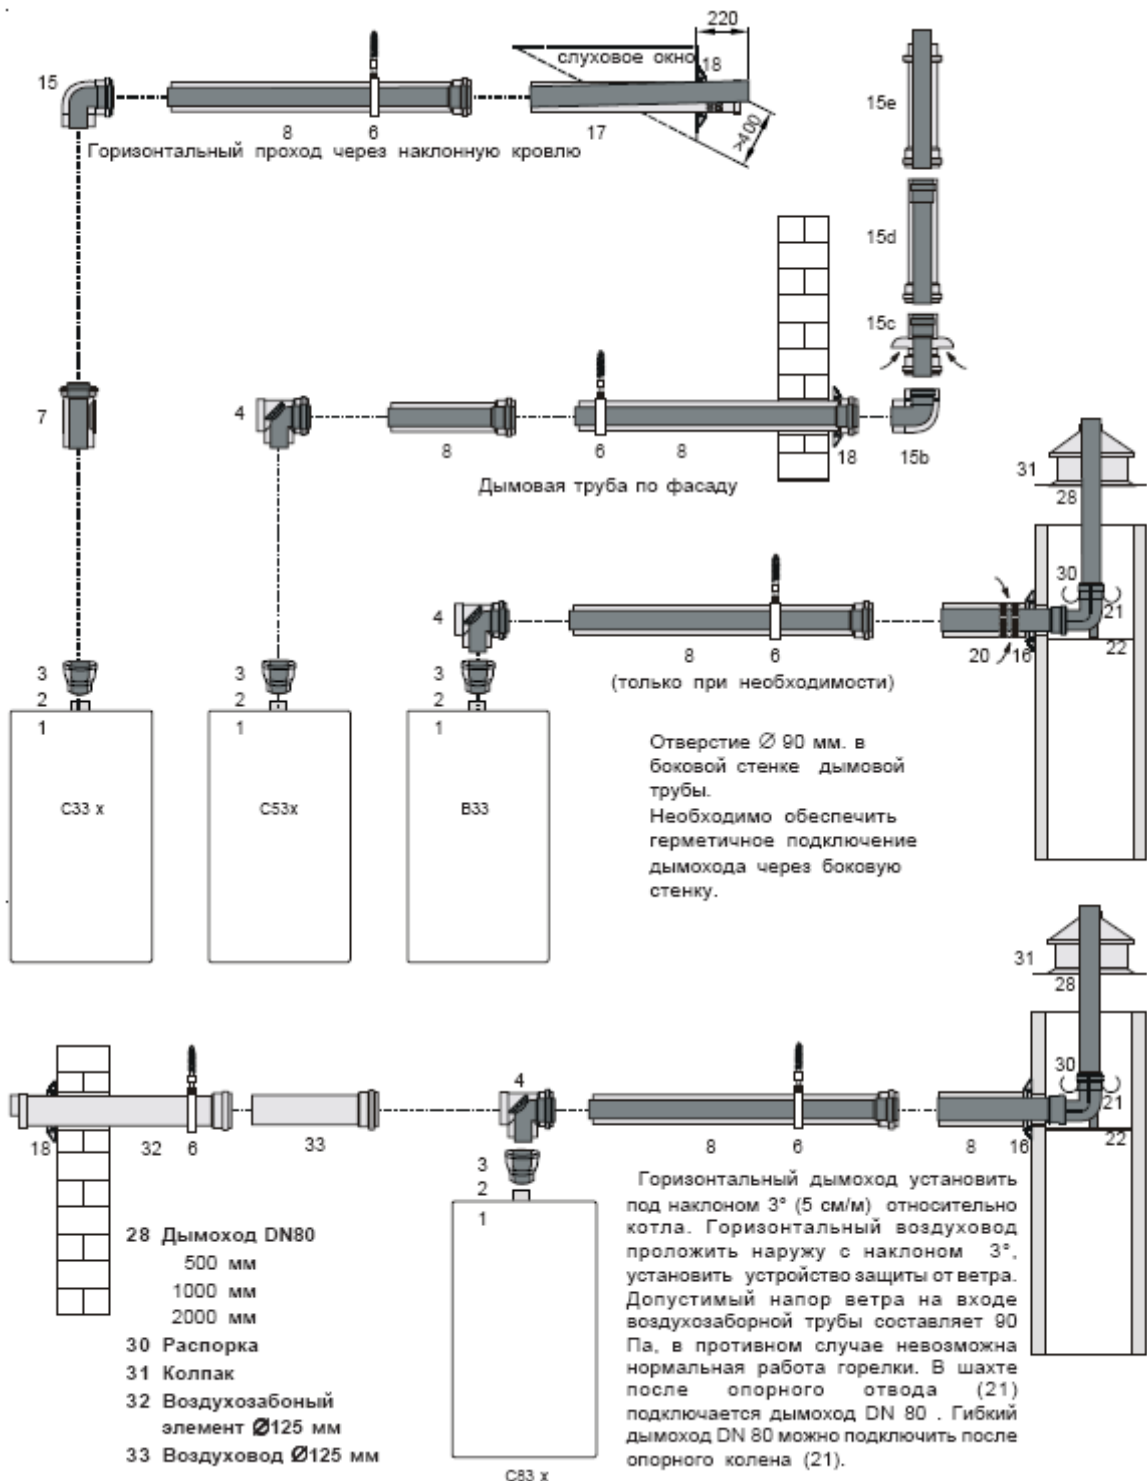 220
слуховое окно
18
15
8
6
17
>400
Горизонтальный проход через наклонную кровлю
15e
15d
15c
7
4
8
6
8
18
15b
Дымовая труба по фасаду
31
28
30
4
21
8
6
20
16
22
(только при необходимости)
3
2
1
3
2
1
3
2
1
C33 x
C53x
B33
Отверстие Ø 90 мм. в
боковой стенке дымовой
трубы.
Необходимо обеспечить
герметичное подключение
дымохода через боковую
стенку.
31
28
30
4
21
18
32
6
33
8
6
8
16
22
3
2
1
28 Дымоход DN80
500 мм
1000 мм
2000 мм
30 Распорка
31 Колпак
32 Воздухозабоный
элемент Ø125 мм
33 Воздуховод Ø125 мм
Горизонтальный дымоход установить
под наклоном 3° (5 см/м) относительно
котла. Горизонтальный воздуховод
проложить наружу с наклоном 3°,
установить устройство защиты от ветра.
Допустимый напор ветра на входе
воздухозаборной трубы составляет 90
Па, в противном случае невозможна
нормальная работа горелки. В шахте
после опорного отвода (21)
подключается дымоход DN 80 . Гибкий
дымоход DN 80 можно подключить после
опорного колена (21).
C83 x